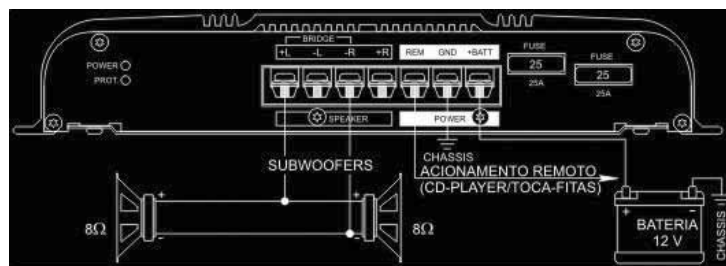 BRIDGE
+L -L -R +R REM GND +BATT
POWER
PROT.
FUSE
25
25A
FUSE
25
25A
SPEAKER
POWER
SUBWOOFERS
CHASSIS
ACIONAMENTO REMOTO
(CD-PLAYER/TOCA-FITAS)
+ +
8Ω 8Ω
- -
+ -
BATERIA
12 V
CHASSIS